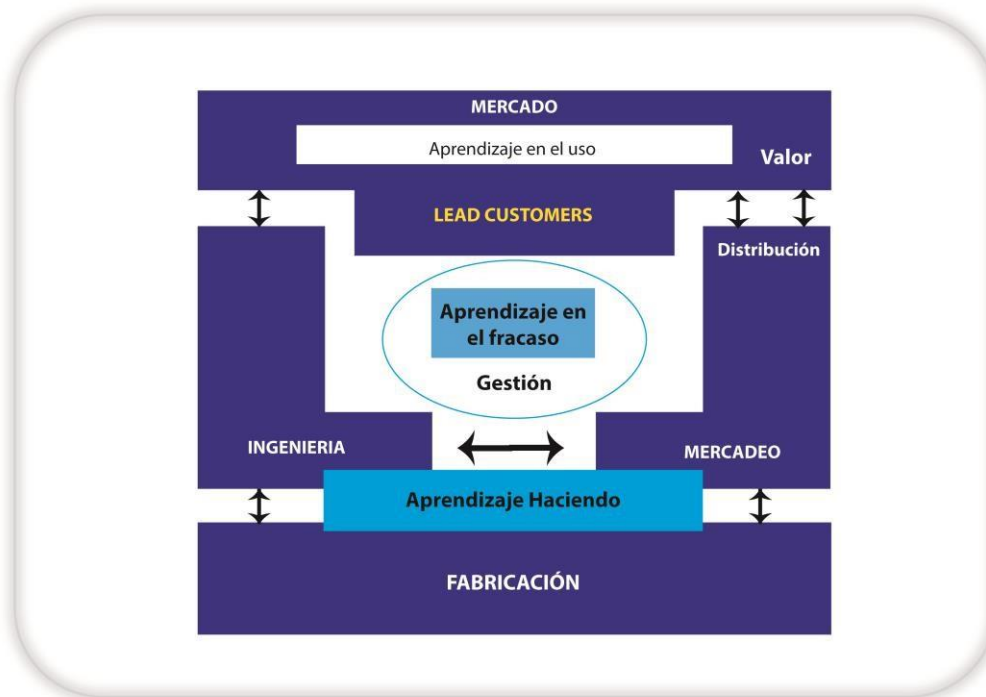 MERCADO
Aprendizaje en el uso
Valor
LEAD CUSTOMERS
Distribución
Aprendizaje en
el fracaso
Gestión
INGENIERIA
MERCADEO
Aprendizaje Haciendo
FABRICACIÓN